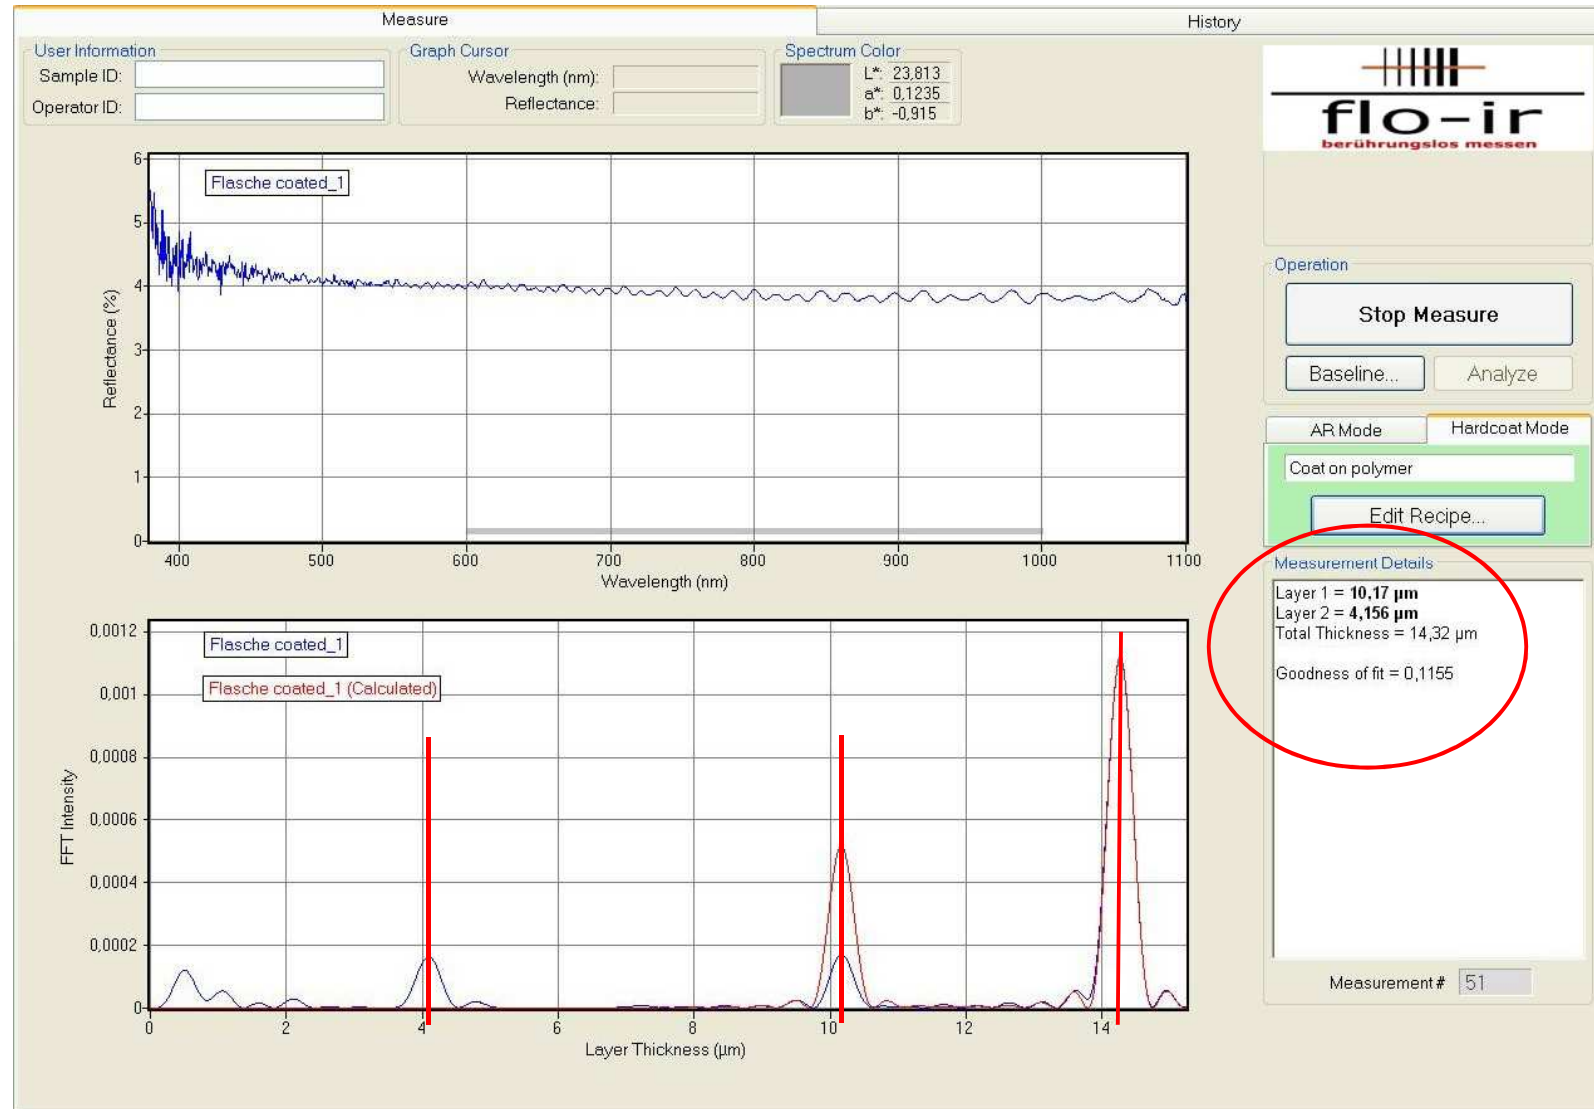 Measure
History
User Information
Sample ID:
Operator ID:
Graph Cursor
Wavelength (nm):
Reflectance:
Spectrum Color
L*: 23,813
a*: 0,1235
b*: -0,915
flo-ir
berührungslos messen
6
5
4
3
2
1
0
Reflectance (%)
Flasche coated_1
400 500 600 700 800 900 1000 1100
Wavelength (nm)
Operation
Stop Measure
Baseline... Analyze
AR Mode Hardcoat Mode
Coat on polymer
Edit Recipe...
Measurement Details
Layer 1 = 10,17 µm
Layer 2 = 4,156 µm
Total Thickness = 14,32 µm
Goodness of fit = 0,1155
Measurement # 51
0,0012
0,001
0,0008
0,0006
0,0004
0,0002
0
FFT Intensity
Flasche coated_1
Flasche coated_1 (Calculated)
0 2 4 6 8 10 12 14
Layer Thickness (µm)